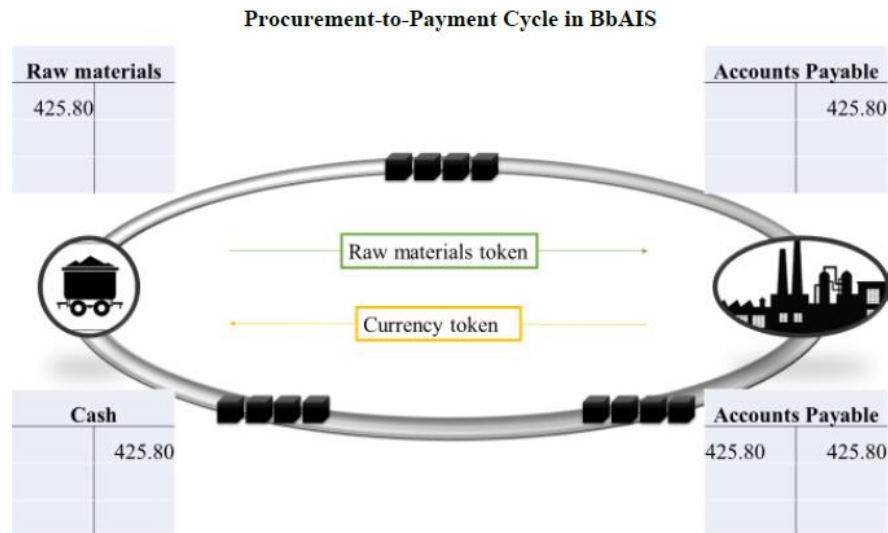 Procurement-to-Payment Cycle in BbAIS
Raw materials
425.80
Accounts Payable
425.80
Raw materials token
Currency token
Cash
425.80
Accounts Payable
425.80 425.80